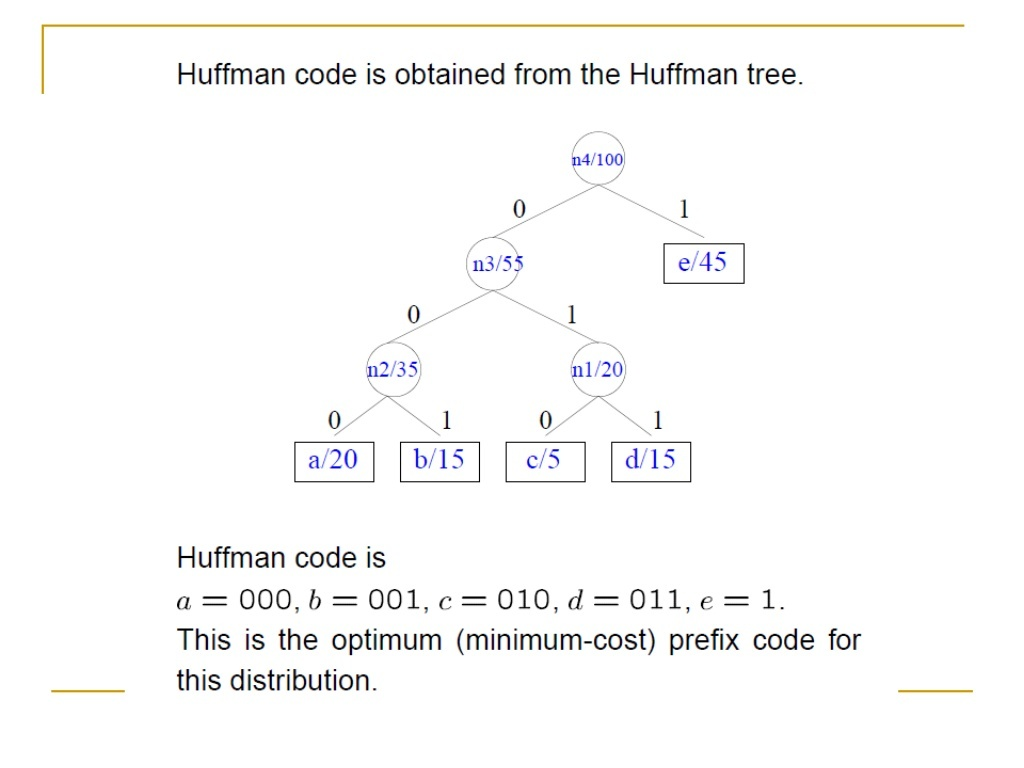 Huffman code is obtained from the Huffman tree.
n4/100
0 1
n3/55 e/45
0 1
n2/35 n1/20
0 1 0 1
a/20 b/15 c/5 d/15
Huffman code is
a = 000, b = 001, c = 010, d = 011, e = 1.
This is the optimum (minimum-cost) prefix code for
this distribution.